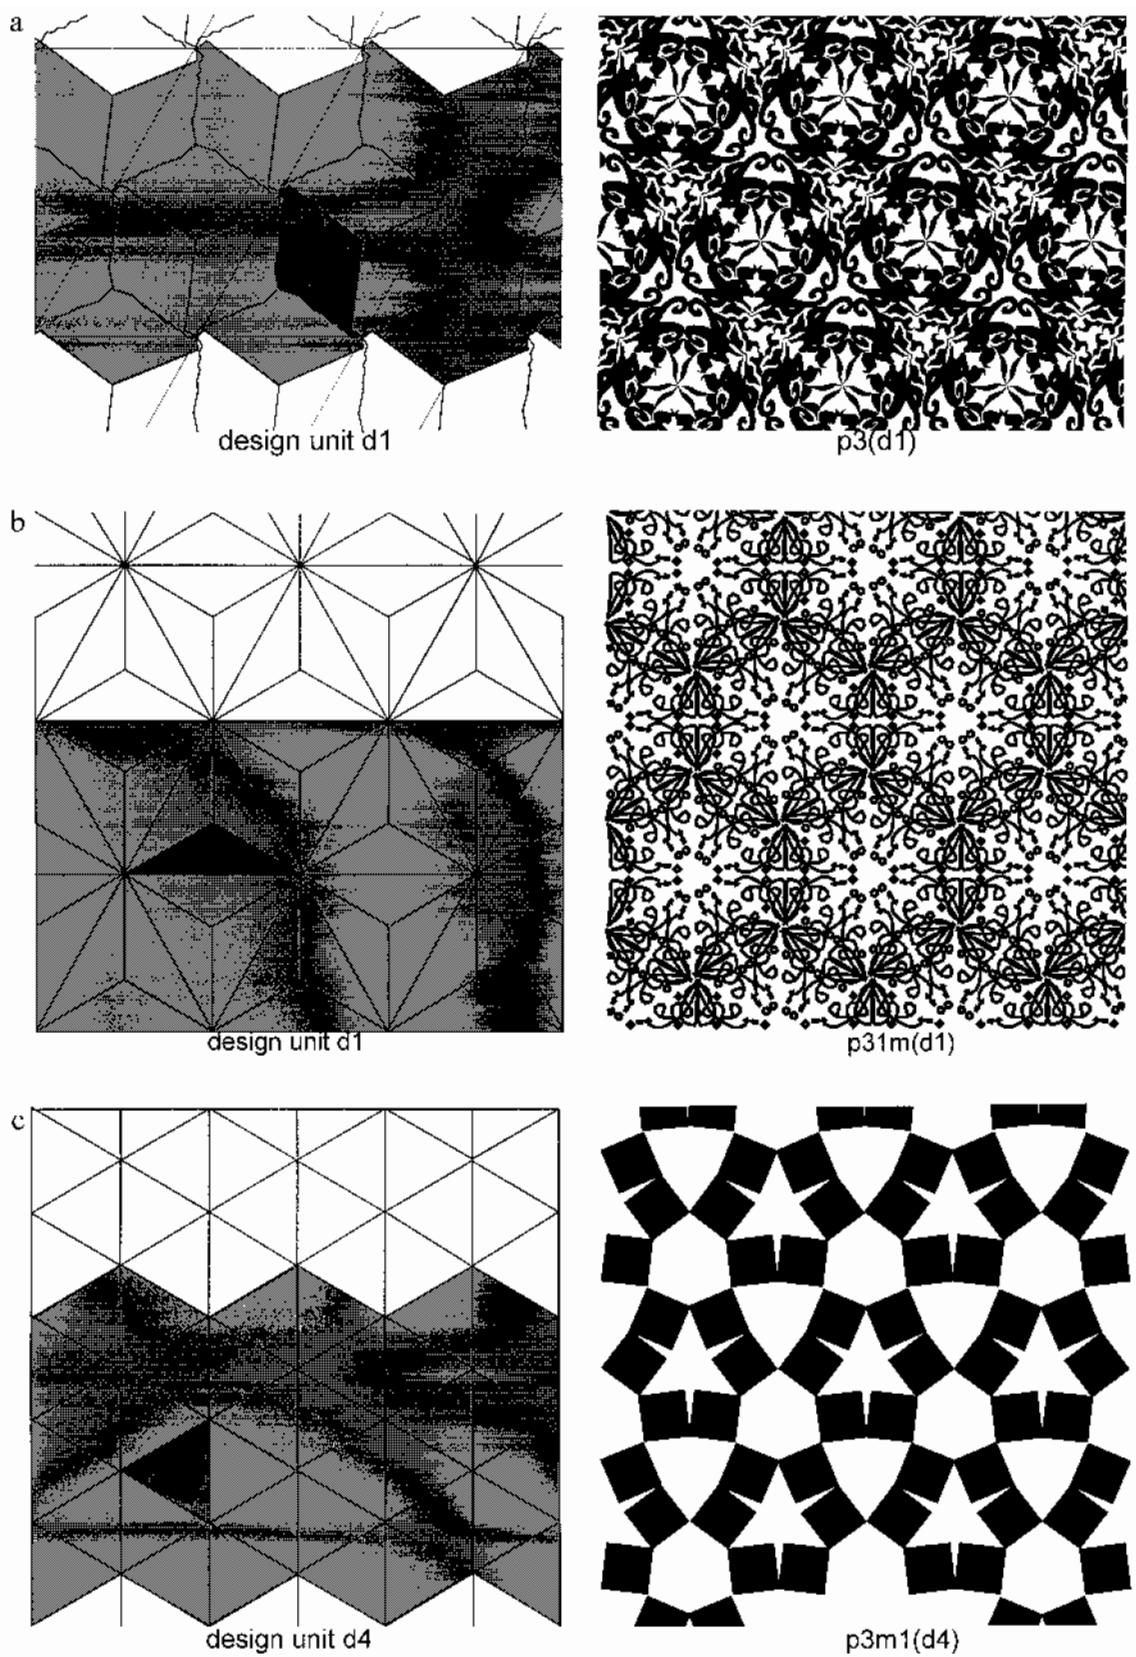 a
design unit d1
p3(d1)
b
design unit d1
p31m(d1)
c
design unit d4
p3m1(d4)